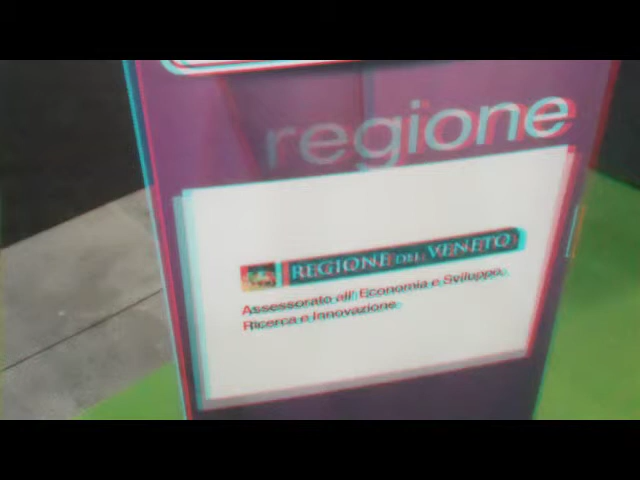 regione
REGIONE DEL VENETO
Assessorato all' Economia e Sviluppo,
Ricerca e Innovazione